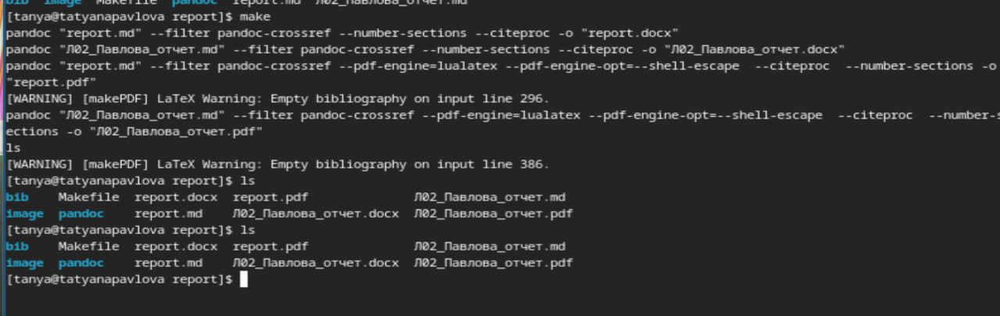 bib image Makefile pandoc report.md Л02_Павлова_отчет.md
[tanya@tatyanapavlova report]$ make
pandoc "report.md" --filter pandoc-crossref --number-sections --citeproc -o "report.docx"
pandoc "Л02_Павлова_отчет.md" --filter pandoc-crossref --number-sections --citeproc -o "Л02_Павлова_отчет.docx"
pandoc "report.md" --filter pandoc-crossref --pdf-engine=lualatex --pdf-engine-opt=--shell-escape  --citeproc  --number-sections -o
"report.pdf"
[WARNING] [makePDF] LaTeX Warning: Empty bibliography on input line 296.
pandoc "Л02_Павлова_отчет.md" --filter pandoc-crossref --pdf-engine=lualatex --pdf-engine-opt=--shell-escape  --citeproc  --number-s
ections -o "Л02_Павлова_отчет.pdf"
ls
[WARNING] [makePDF] LaTeX Warning: Empty bibliography on input line 386.
[tanya@tatyanapavlova report]$ ls
bib    Makefile  report.docx  report.pdf              Л02_Павлова_отчет.md
image  pandoc    report.md    Л02_Павлова_отчет.docx  Л02_Павлова_отчет.pdf
[tanya@tatyanapavlova report]$ ls
bib    Makefile  report.docx  report.pdf              Л02_Павлова_отчет.md
image  pandoc    report.md    Л02_Павлова_отчет.docx  Л02_Павлова_отчет.pdf
[tanya@tatyanapavlova report]$